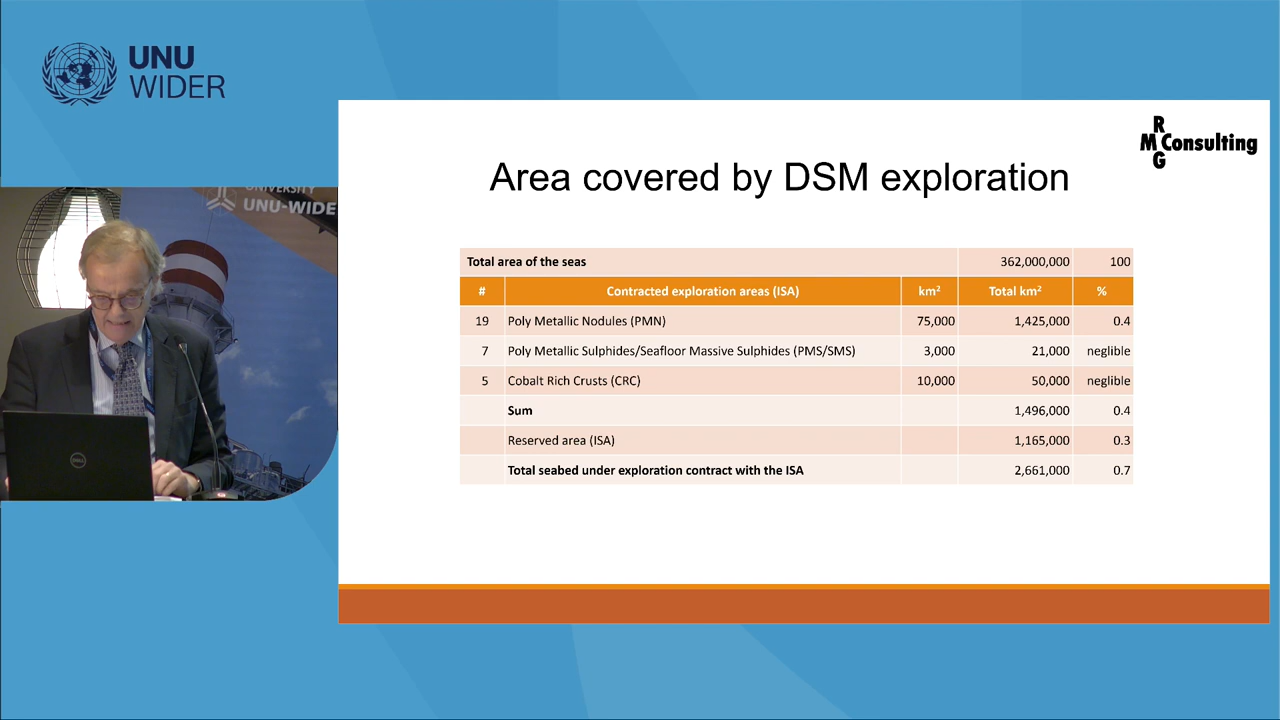 UNU
WIDER
UNIVERSITY
UNU-WIDE
R
M Consulting
G
Area covered by DSM exploration
Total area of the seas 362,000,000 100
# Contracted exploration areas (ISA) km² Total km² %
19 Poly Metallic Nodules (PMN) 75,000 1,425,000 0.4
7 Poly Metallic Sulphides/Seafloor Massive Sulphides (PMS/SMS) 3,000 21,000 neglible
5 Cobalt Rich Crusts (CRC) 10,000 50,000 neglible
Sum 1,496,000 0.4
Reserved area (ISA) 1,165,000 0.3
Total seabed under exploration contract with the ISA 2,661,000 0.7
DELL